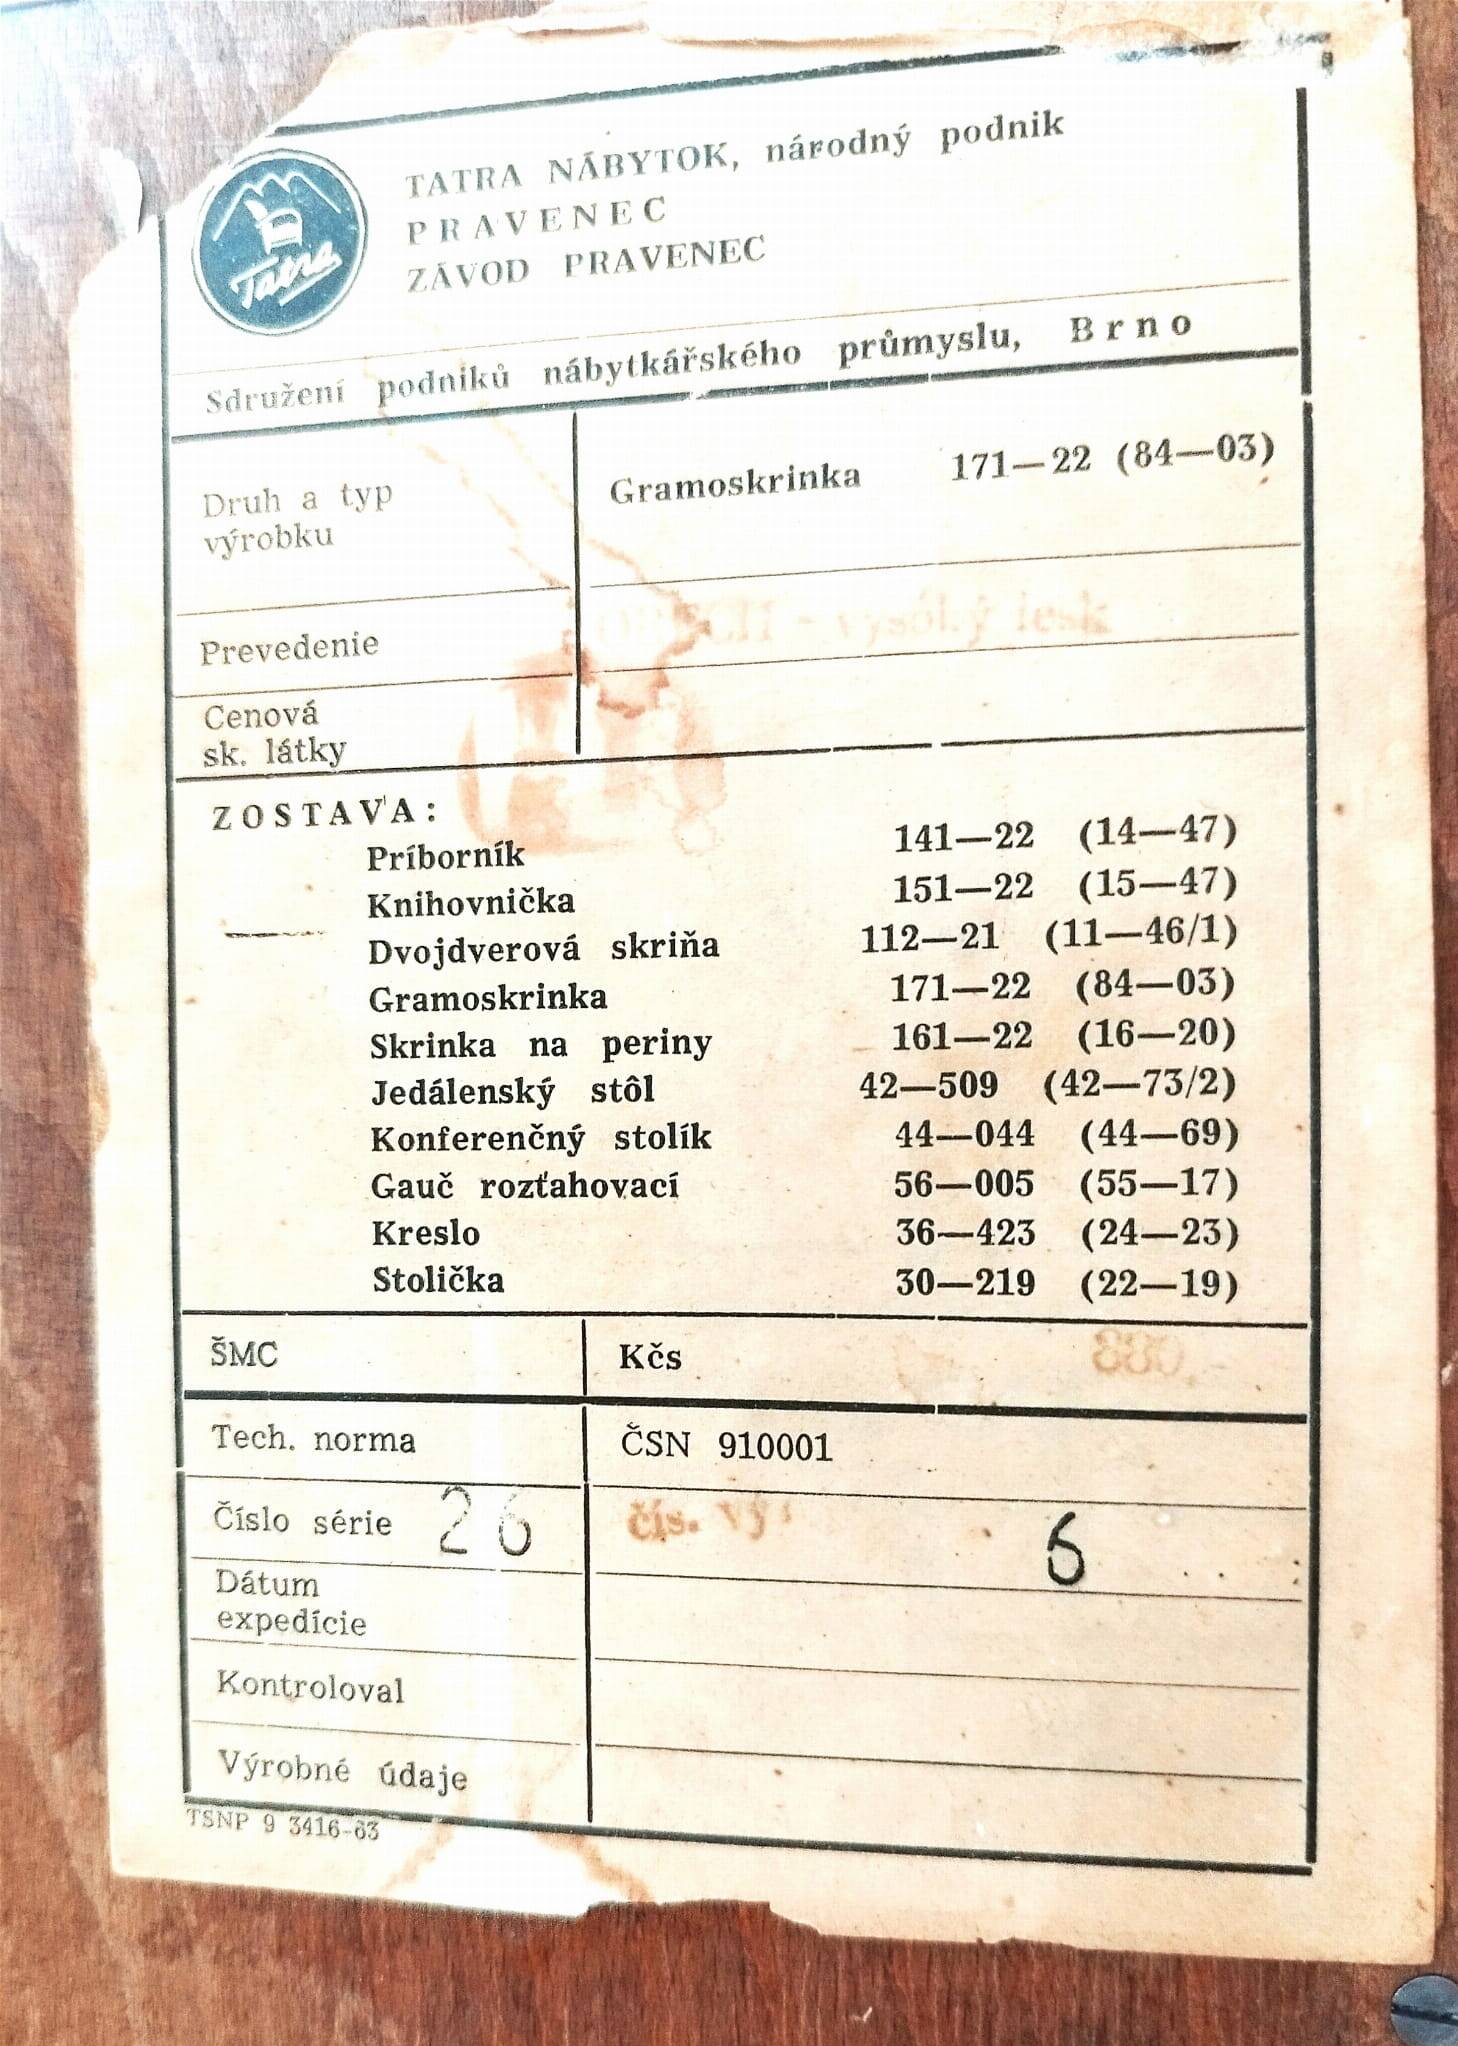 Tatra
TATRA NÁBYTOK, národný podnik
PRAVENEC
ZÁVOD PRAVENEC
Sdružení podniků nábytkářského průmyslu, Brno
Druh a typ
výrobku
Gramoskrinka 171—22 (84—03)
Prevedenie
ORECH - vysoký lesk
Cenová
sk. látky
ZOSTAVA:
Príborník 141—22 (14—47)
Knihovnička 151—22 (15—47)
Dvojdverová skriňa 112—21 (11—46/1)
Gramoskrinka 171—22 (84—03)
Skrinka na periny 161—22 (16—20)
Jedálenský stôl 42—509 (42—73/2)
Konferenčný stolík 44—044 (44—69)
Gauč rozťahovací 56—005 (55—17)
Kreslo 36—423 (24—23)
Stolička 30—219 (22—19)
ŠMC Kčs
Tech. norma ČSN 910001
Číslo série 26 čís. 6
Dátum
expedície
Kontroloval
Výrobné údaje
TSNP 9 3416-63